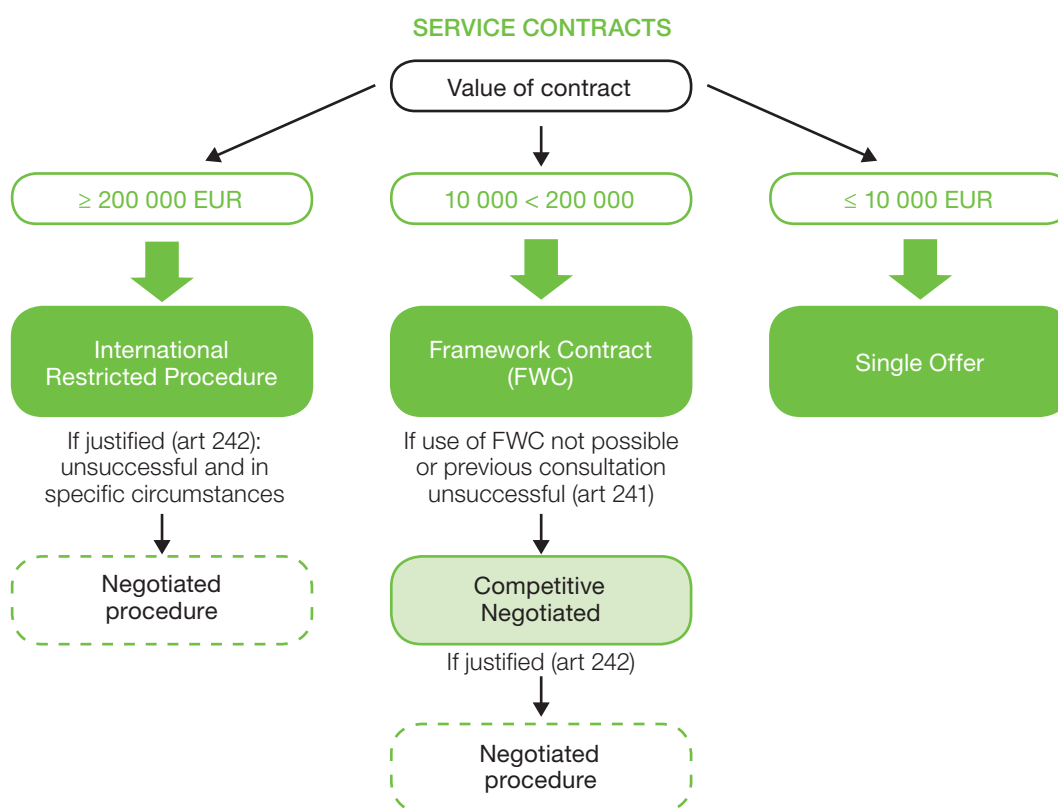 SERVICE CONTRACTS
Value of contract
≥ 200 000 EUR
10 000 < 200 000
≤ 10 000 EUR
International
Restricted Procedure
Framework Contract
(FWC)
Single Offer
If justified (art 242):
unsuccessful and in
specific circumstances
If use of FWC not possible
or previous consultation
unsuccessful (art 241)
Negotiated
procedure
Competitive
Negotiated
If justified (art 242)
Negotiated
procedure